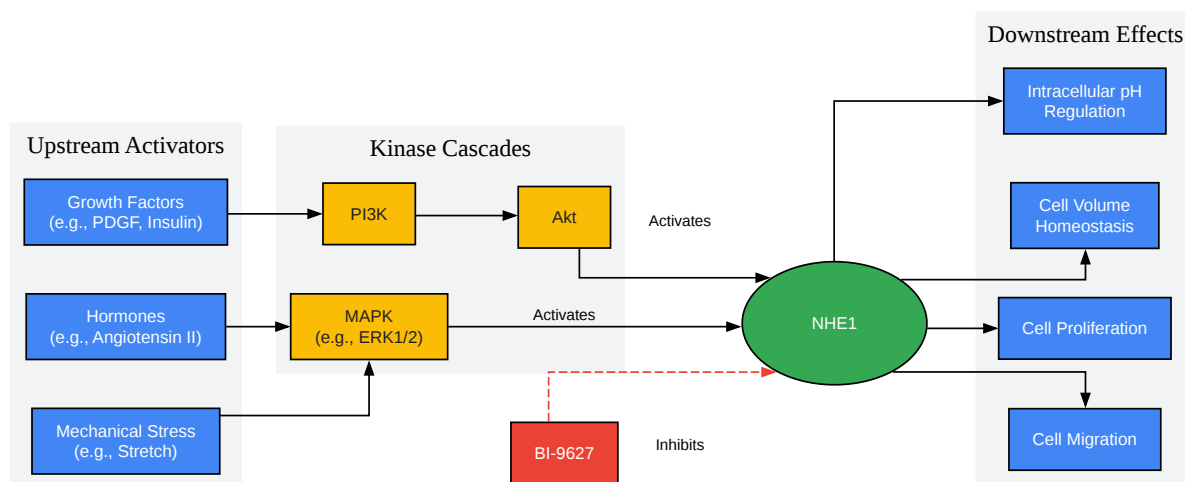 Upstream Activators
Growth Factors
(e.g., PDGF, Insulin)
Hormones
(e.g., Angiotensin II)
Mechanical Stress
(e.g., Stretch)
Kinase Cascades
PI3K
Akt
MAPK
(e.g., ERK1/2)
Activates
Activates
NHE1
BI-9627
Inhibits
Downstream Effects
Intracellular pH
Regulation
Cell Volume
Homeostasis
Cell Proliferation
Cell Migration